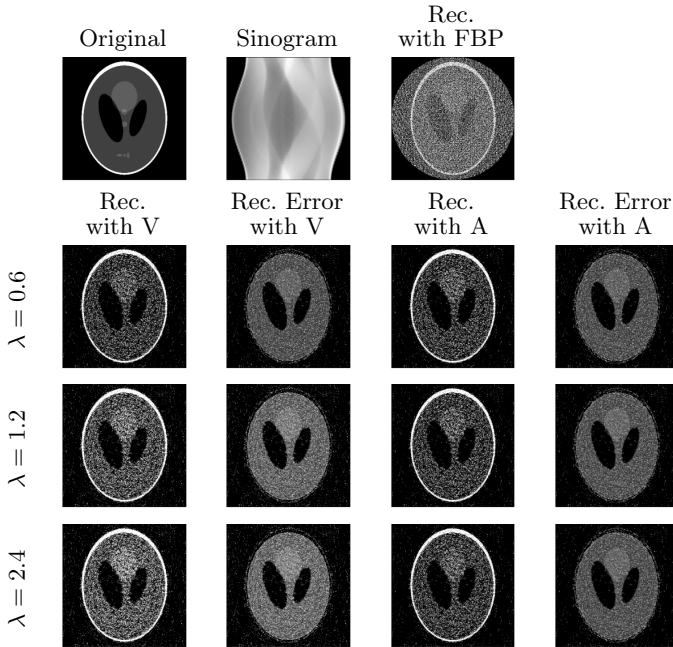 Original
Sinogram
Rec.
with FBP
Rec.
with V
Rec. Error
with V
Rec.
with A
Rec. Error
with A
λ = 0.6
λ = 1.2
λ = 2.4